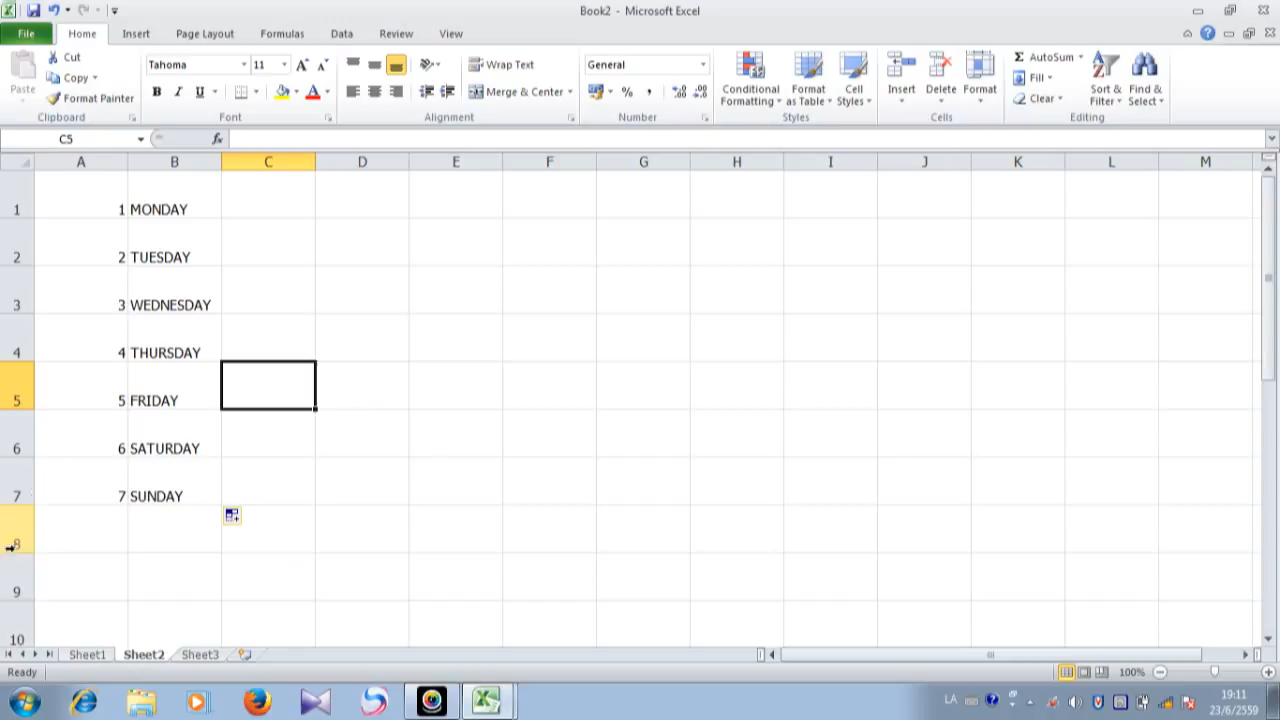 Book2 - Microsoft Excel
File Home Insert Page Layout Formulas Data Review View
Paste
Cut
Copy
Format Painter
Clipboard
Tahoma 11
B I U
Font
Wrap Text
Merge & Center
Alignment
General
%
Number
Conditional Formatting
Format as Table
Cell Styles
Styles
Insert Delete Format
Cells
AutoSum
Fill
Clear
Sort & Filter
Find & Select
Editing
C5 fx
A B C D E F G H I J K L M
1 1 MONDAY
2 2 TUESDAY
3 3 WEDNESDAY
4 4 THURSDAY
5 5 FRIDAY
6 6 SATURDAY
7 7 SUNDAY
8
9
10
Sheet1 Sheet2 Sheet3
Ready 100%
LA 19:11
23/6/2559